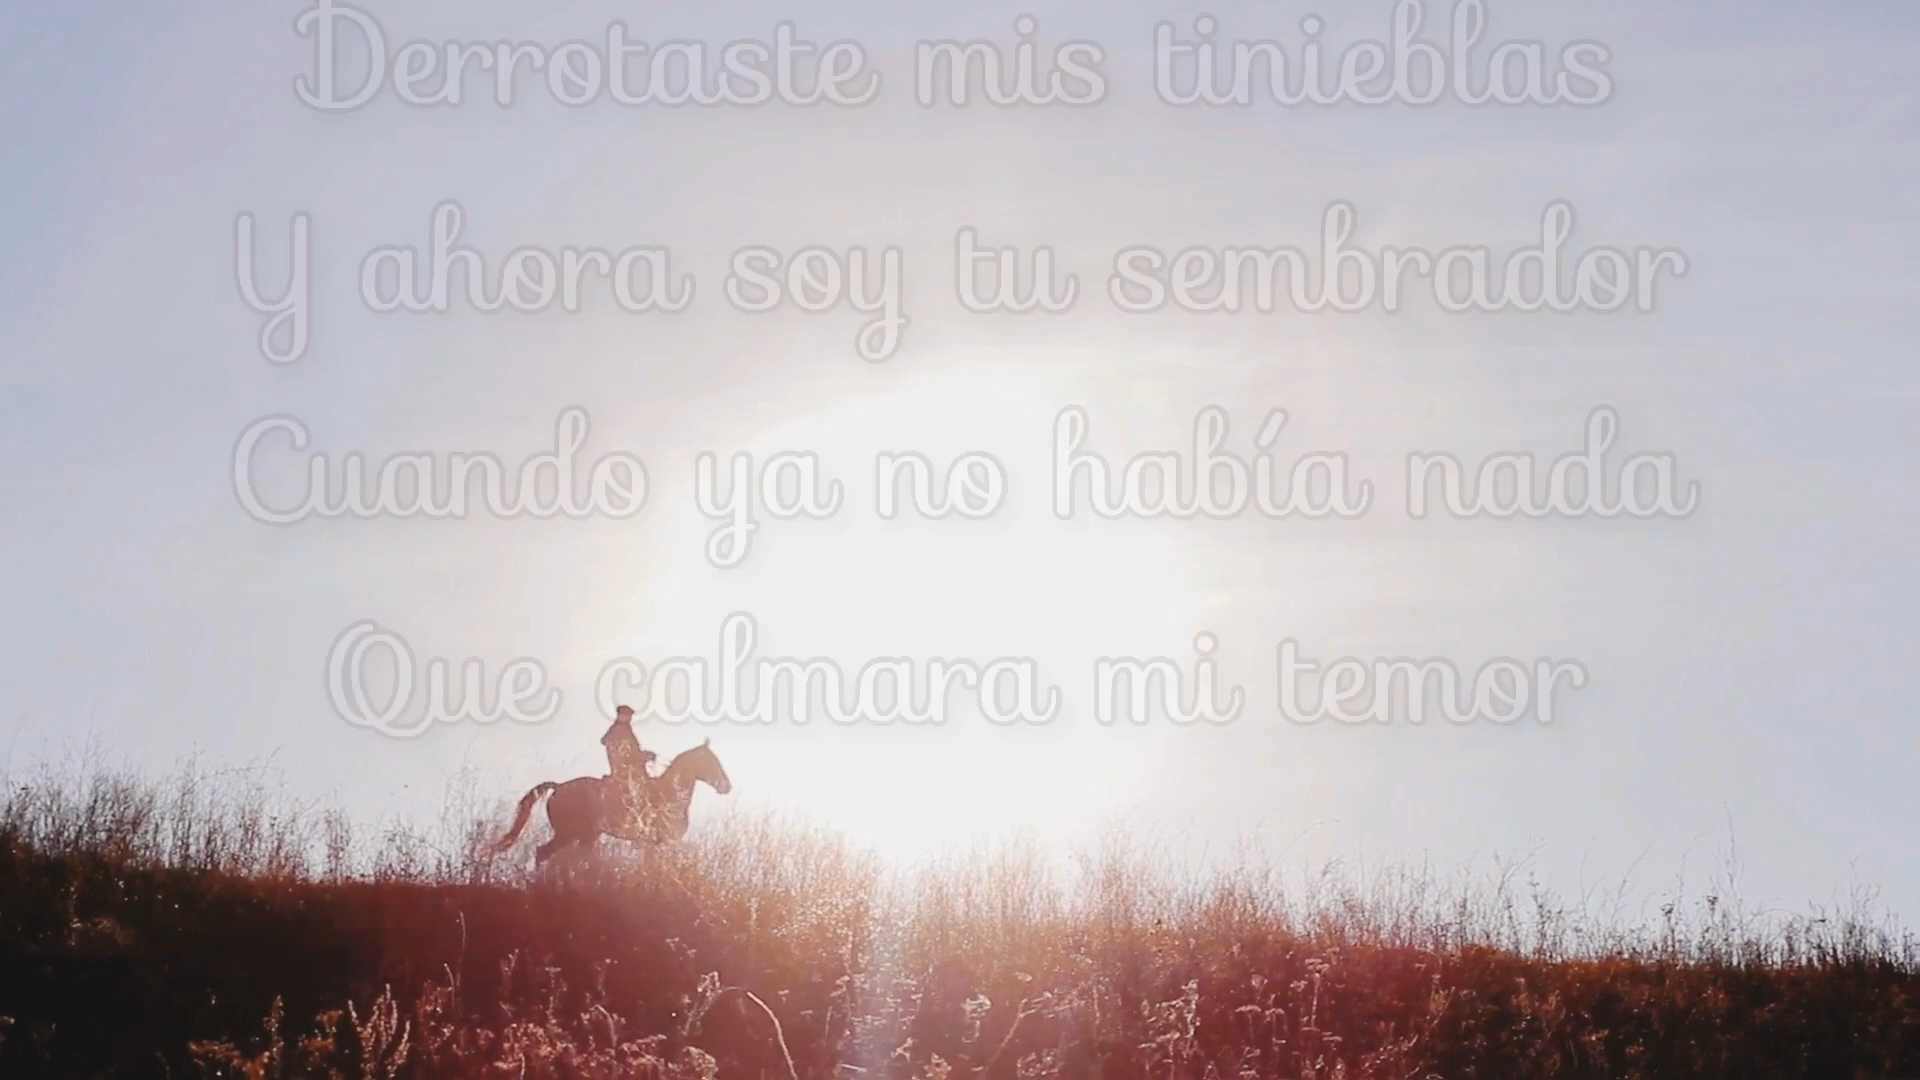 Derrotaste mis tinieblas
Y ahora soy tu sembrador
Cuando ya no había nada
Que calmara mi temor